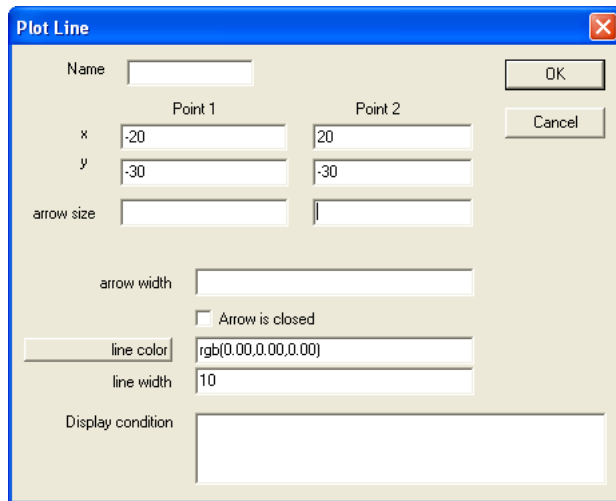 Plot Line
Name
OK
Point 1 Point 2
Cancel
x -20 20
y -30 -30
arrow size
arrow width
Arrow is closed
line color rgb(0.00,0.00,0.00)
line width 10
Display condition